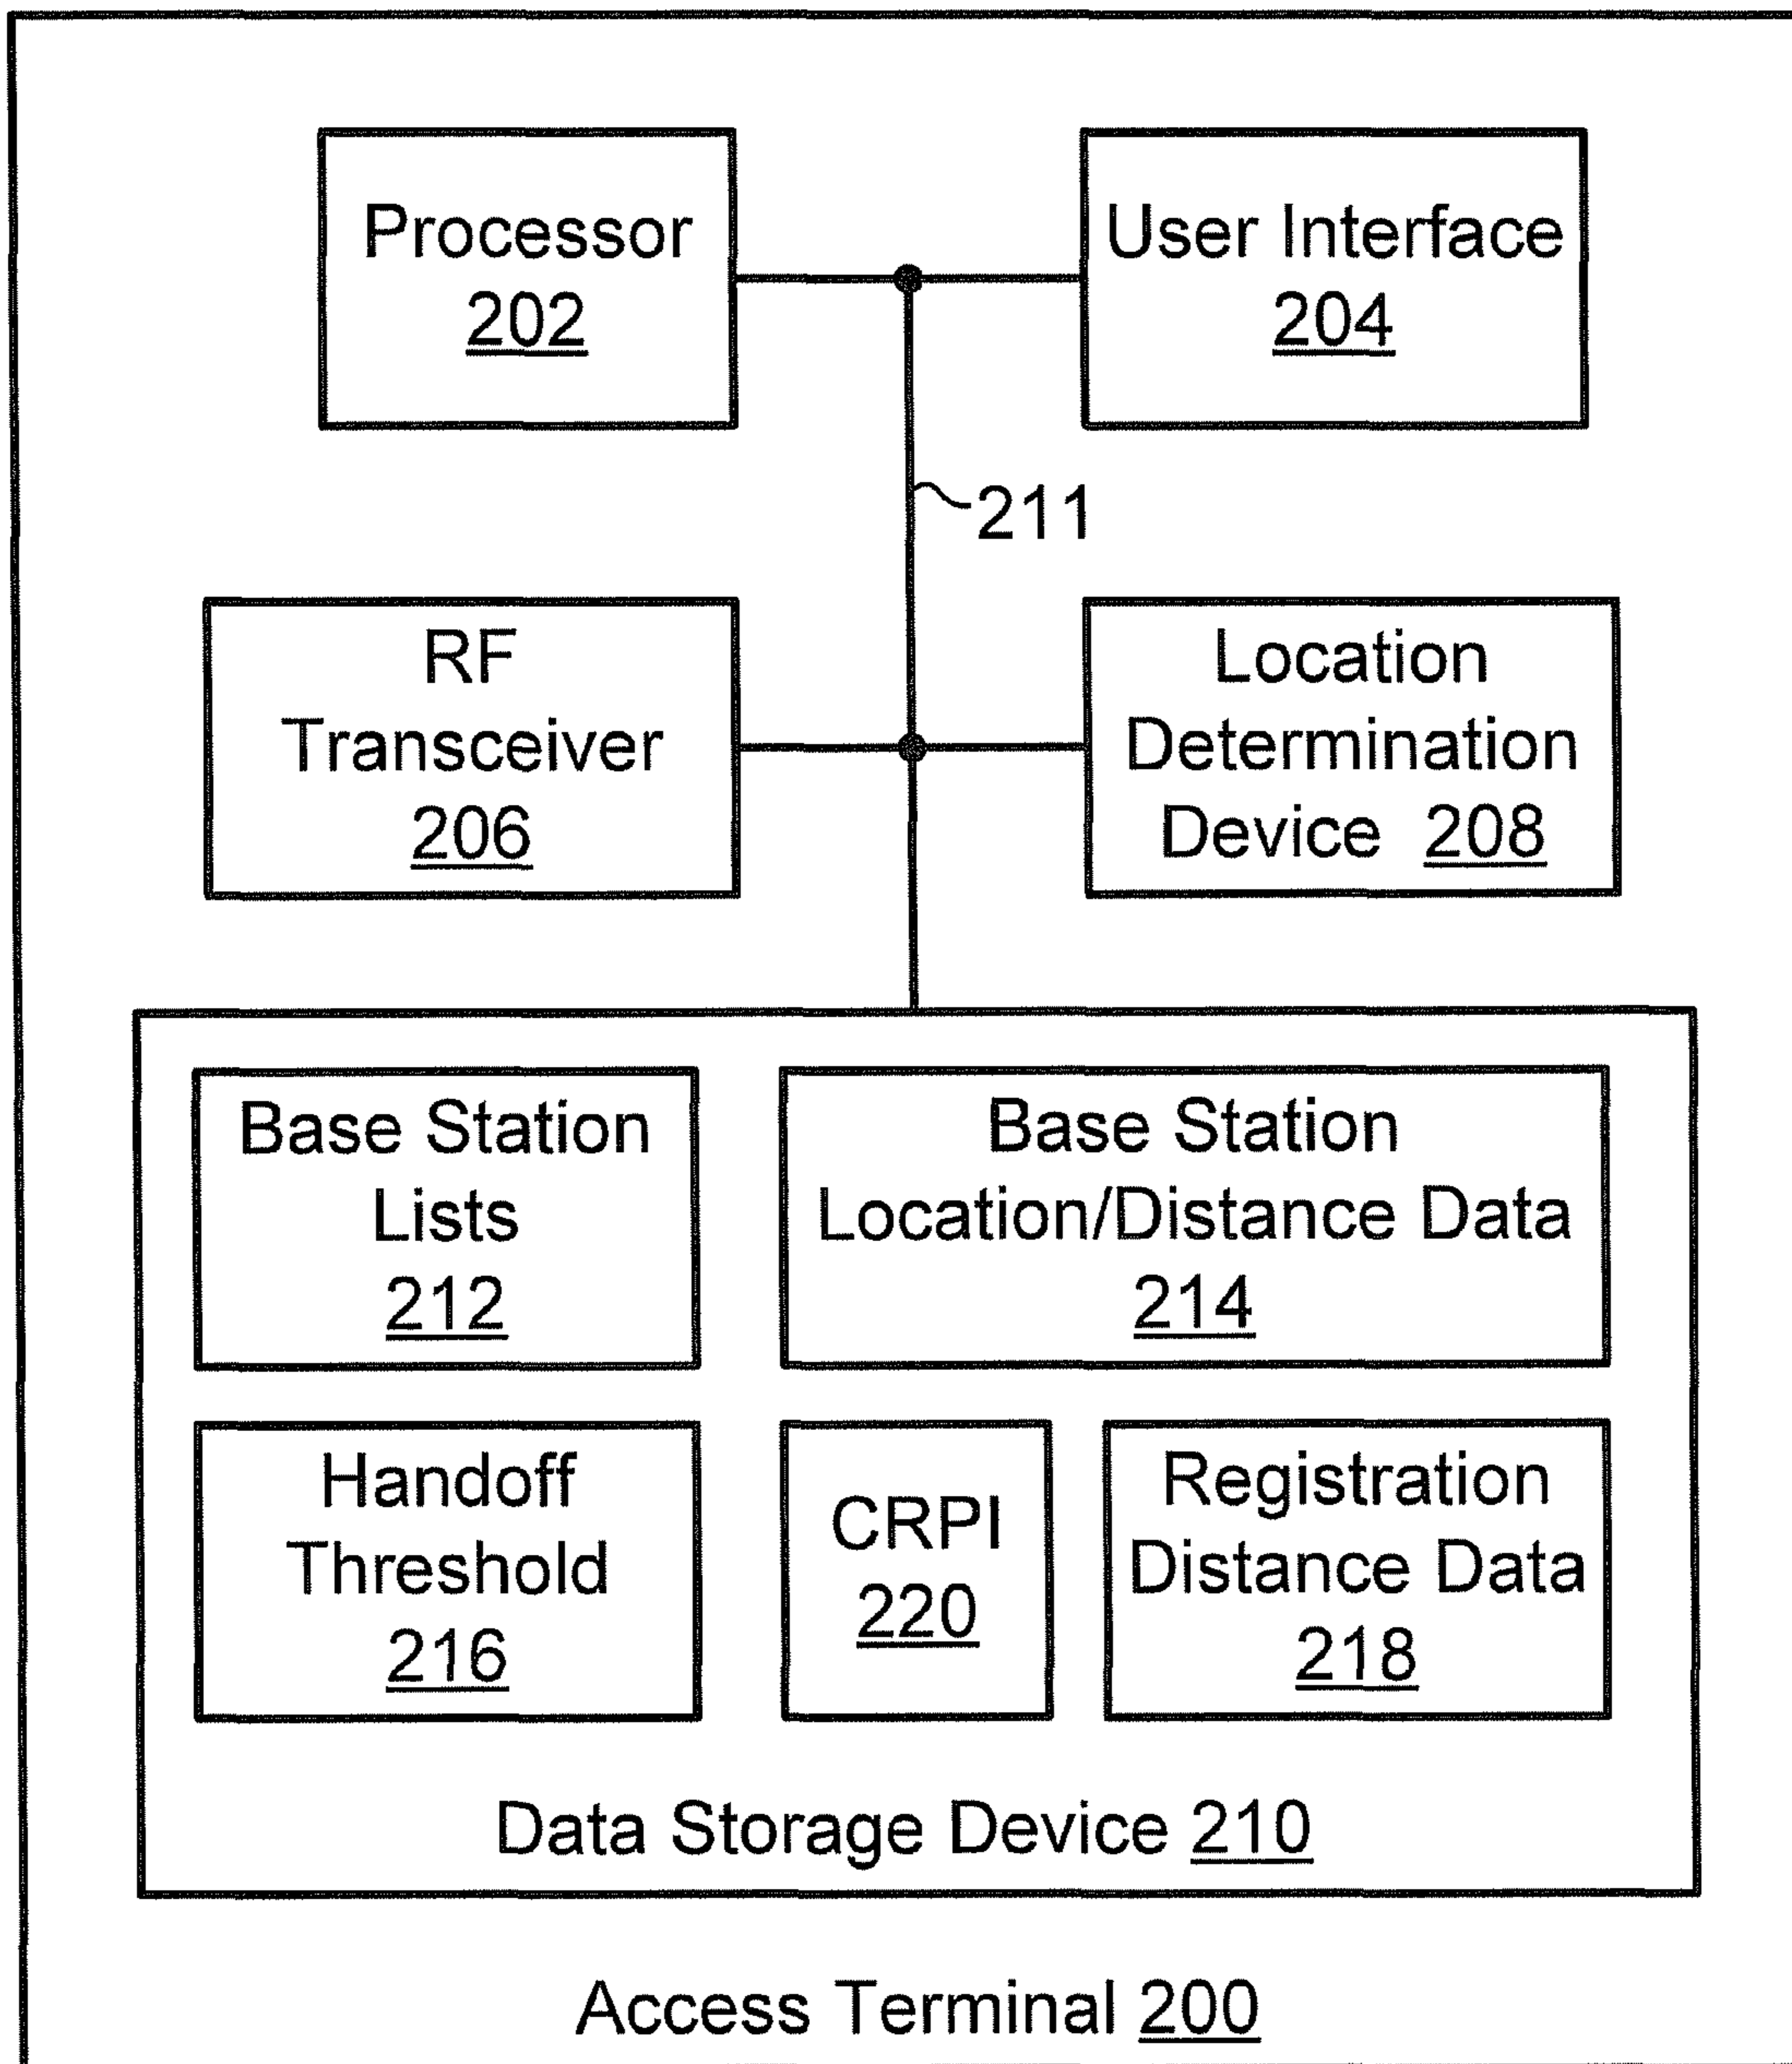 Processor
202
User Interface
204
211
RF
Transceiver
206
Location
Determination
Device 208
Base Station
Lists
212
Base Station
Location/Distance Data
214
Handoff
Threshold
216
CRPI
220
Registration
Distance Data
218
Data Storage Device 210
Access Terminal 200